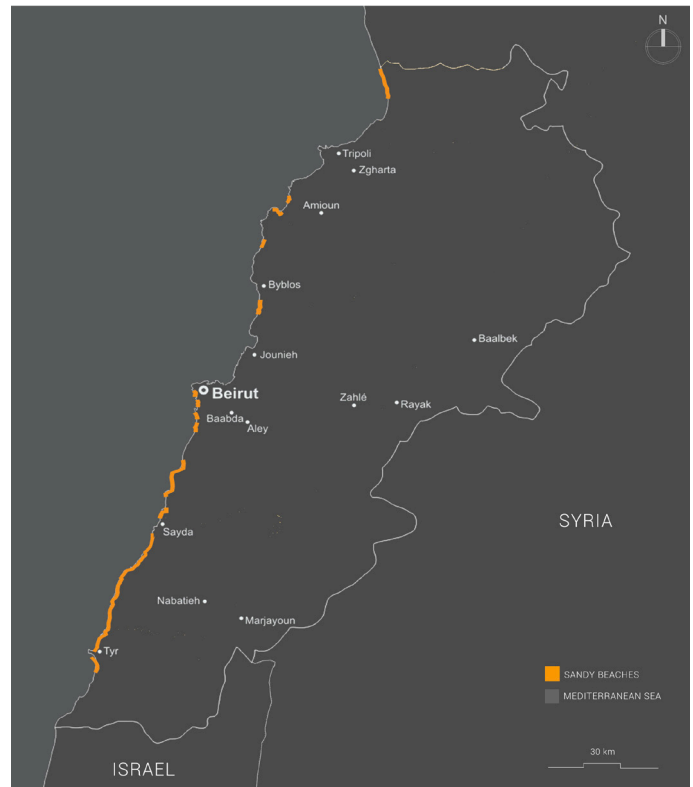 N
Tripoli
Zgharta
Amioun
Byblos
Baalbek
Jounieh
Beirut
Zahlé
Rayak
Baabda
Aley
SYRIA
Sayda
Nabatieh
Marjayoun
Tyr
SANDY BEACHES
MEDITERRANEAN SEA
30 km
ISRAEL